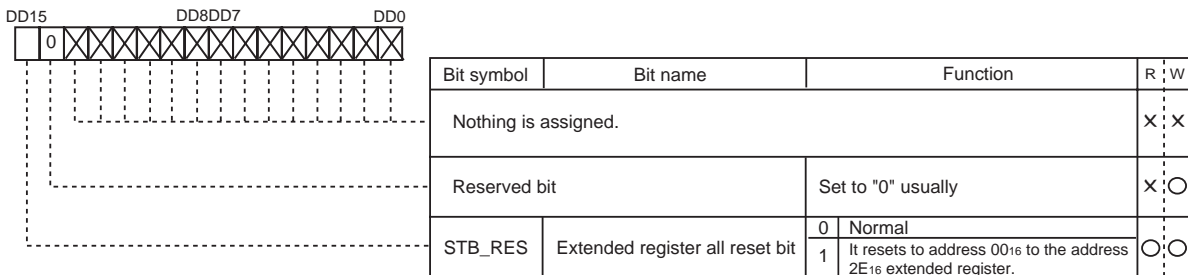 DD15 DD8DD7 DD0
0
Bit symbol Bit name Function R W
Nothing is assigned. X X
Reserved bit Set to "0" usually X O
STB_RES Extended register all reset bit 0 Normal O O
1 It resets to address 0016 to the address
2E16 extended register.